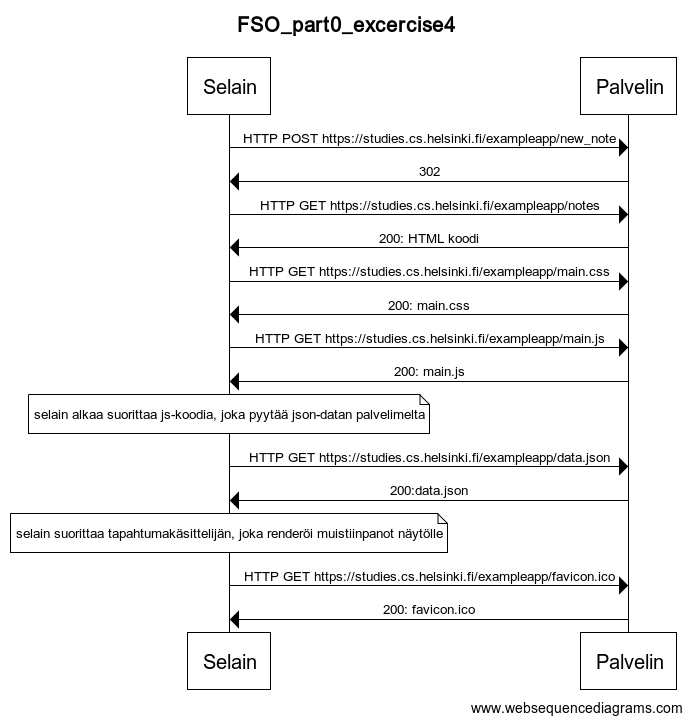 FSO_part0_excercise4
Selain
Palvelin
HTTP POST https://studies.cs.helsinki.fi/exampleapp/new_note
302
HTTP GET https://studies.cs.helsinki.fi/exampleapp/notes
200: HTML koodi
HTTP GET https://studies.cs.helsinki.fi/exampleapp/main.css
200: main.css
HTTP GET https://studies.cs.helsinki.fi/exampleapp/main.js
200: main.js
selain alkaa suorittaa js-koodia, joka pyytää json-datan palvelimelta
HTTP GET https://studies.cs.helsinki.fi/exampleapp/data.json
200:data.json
selain suorittaa tapahtumakäsittelijän, joka renderöi muistiinpanot näytölle
HTTP GET https://studies.cs.helsinki.fi/exampleapp/favicon.ico
200: favicon.ico
Selain
Palvelin
www.websequencediagrams.com